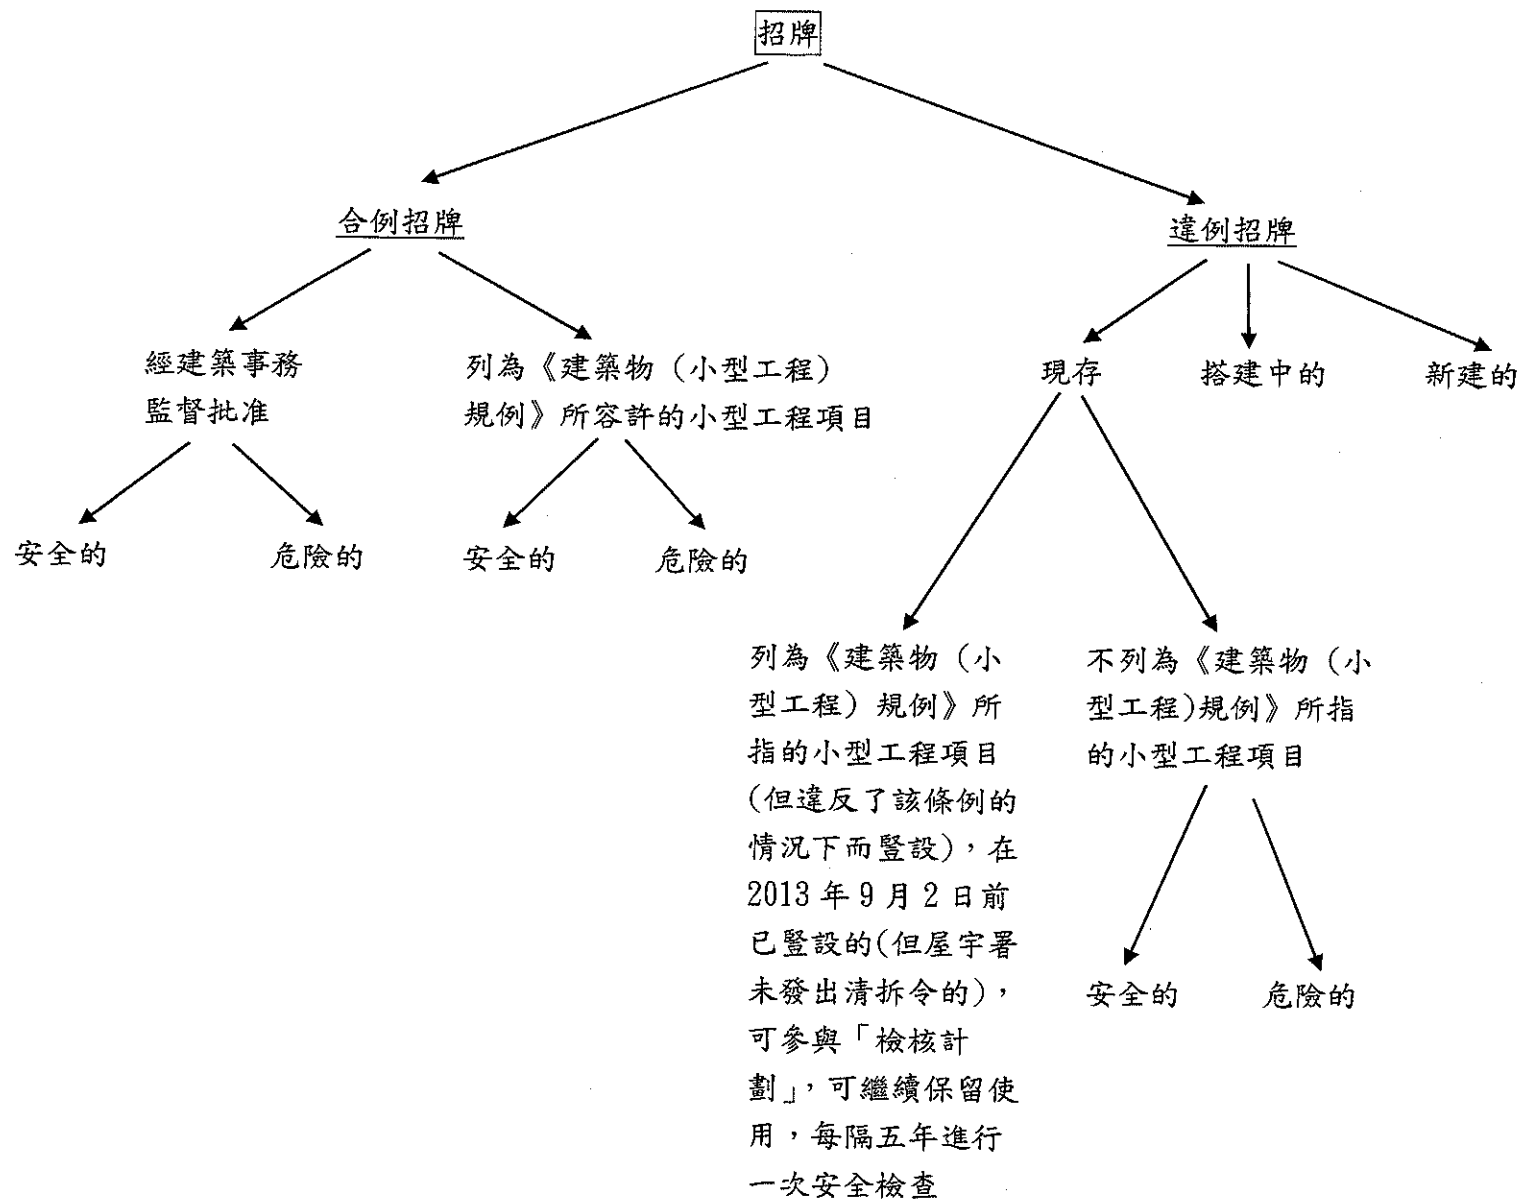 招牌
合例招牌
違例招牌
經建築事務
監督批准
列為《建築物（小型工程）
規例》所容許的小型工程項目
現存
搭建中的
新建的
安全的
危險的
安全的
危險的
列為《建築物（小
型工程）規例》所
指的小型工程項目
(但違反了該條例的
情況下而豎設)，在
2013 年 9 月 2 日前
已豎設的(但屋宇署
未發出清拆令的)，
可參與「檢核計
劃」，可繼續保留使
用，每隔五年進行
一次安全檢查
不列為《建築物（小
型工程)規例》所指
的小型工程項目
安全的
危險的